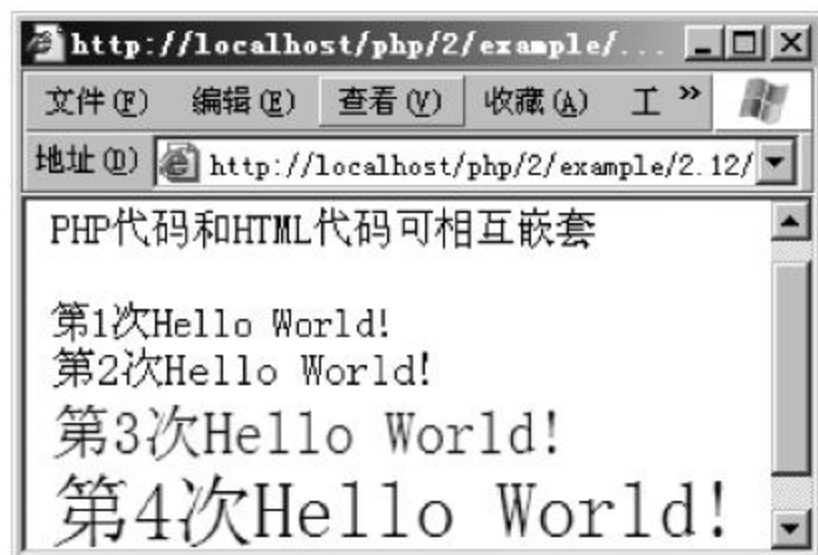 http://localhost/php/2/example/...
文件(F) 编辑(E) 查看(V) 收藏(A) 工 »
地址(D) http://localhost/php/2/example/2.12/
PHP代码和HTML代码可相互嵌套
第1次Hello World!
第2次Hello World!
第3次Hello World!
第4次Hello World!